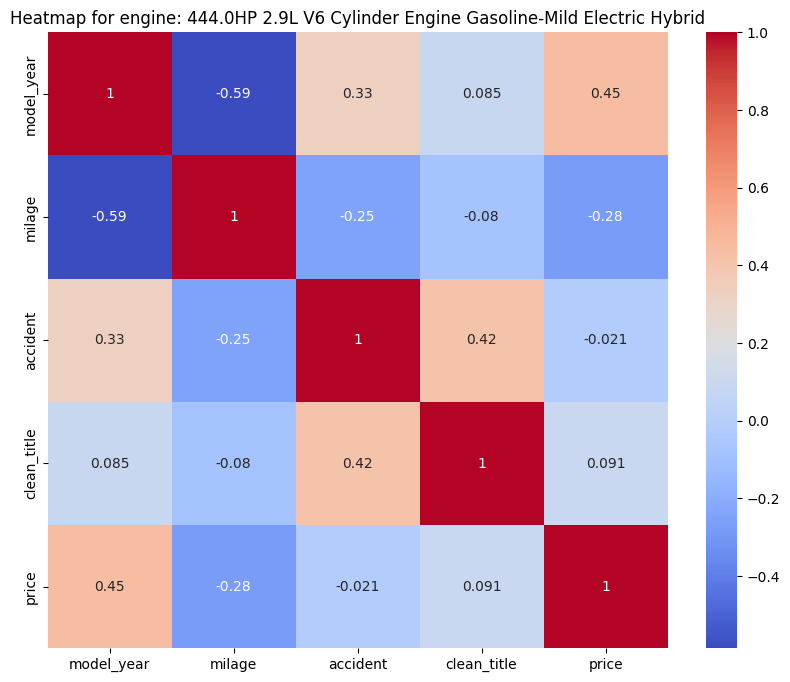 Heatmap for engine: 444.0HP 2.9L V6 Cylinder Engine Gasoline-Mild Electric Hybrid
model_year 1 -0.59 0.33 0.085 0.45
milage -0.59 1 -0.25 -0.08 -0.28
accident 0.33 -0.25 1 0.42 -0.021
clean_title 0.085 -0.08 0.42 1 0.091
price 0.45 -0.28 -0.021 0.091 1
model_year milage accident clean_title price
1.0
0.8
0.6
0.4
0.2
0.0
−0.2
−0.4